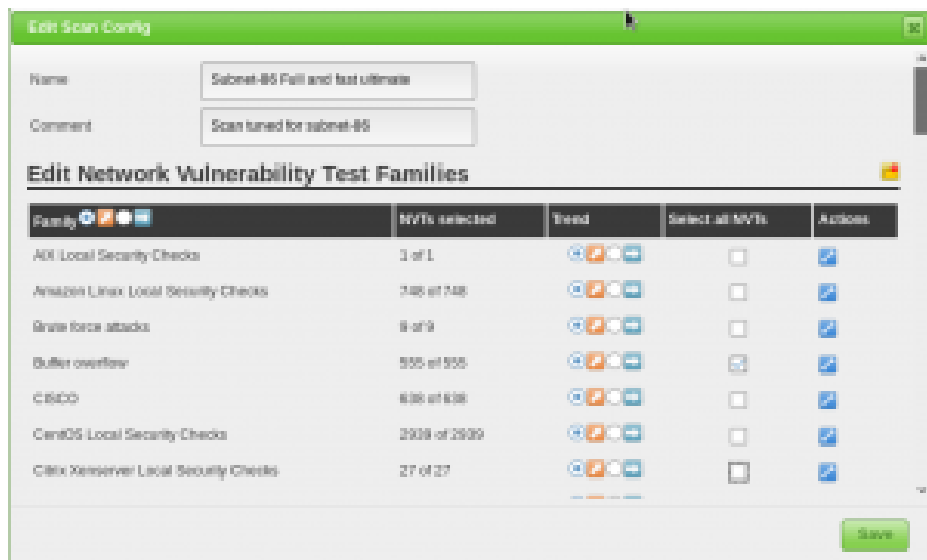 Edit Scan Config
Name Subnet-86 Full and fast ultimate
Comment Scan tuned for subnet-86
Edit Network Vulnerability Test Families
Family NVTs selected Trend Select all NVTs Actions
AIX Local Security Checks 1 of 1
Amazon Linux Local Security Checks 748 of 748
Brute force attacks 9 of 9
Buffer overflow 555 of 555
CISCO 638 of 638
CentOS Local Security Checks 2939 of 2939
Citrix Xenserver Local Security Checks 27 of 27
Save